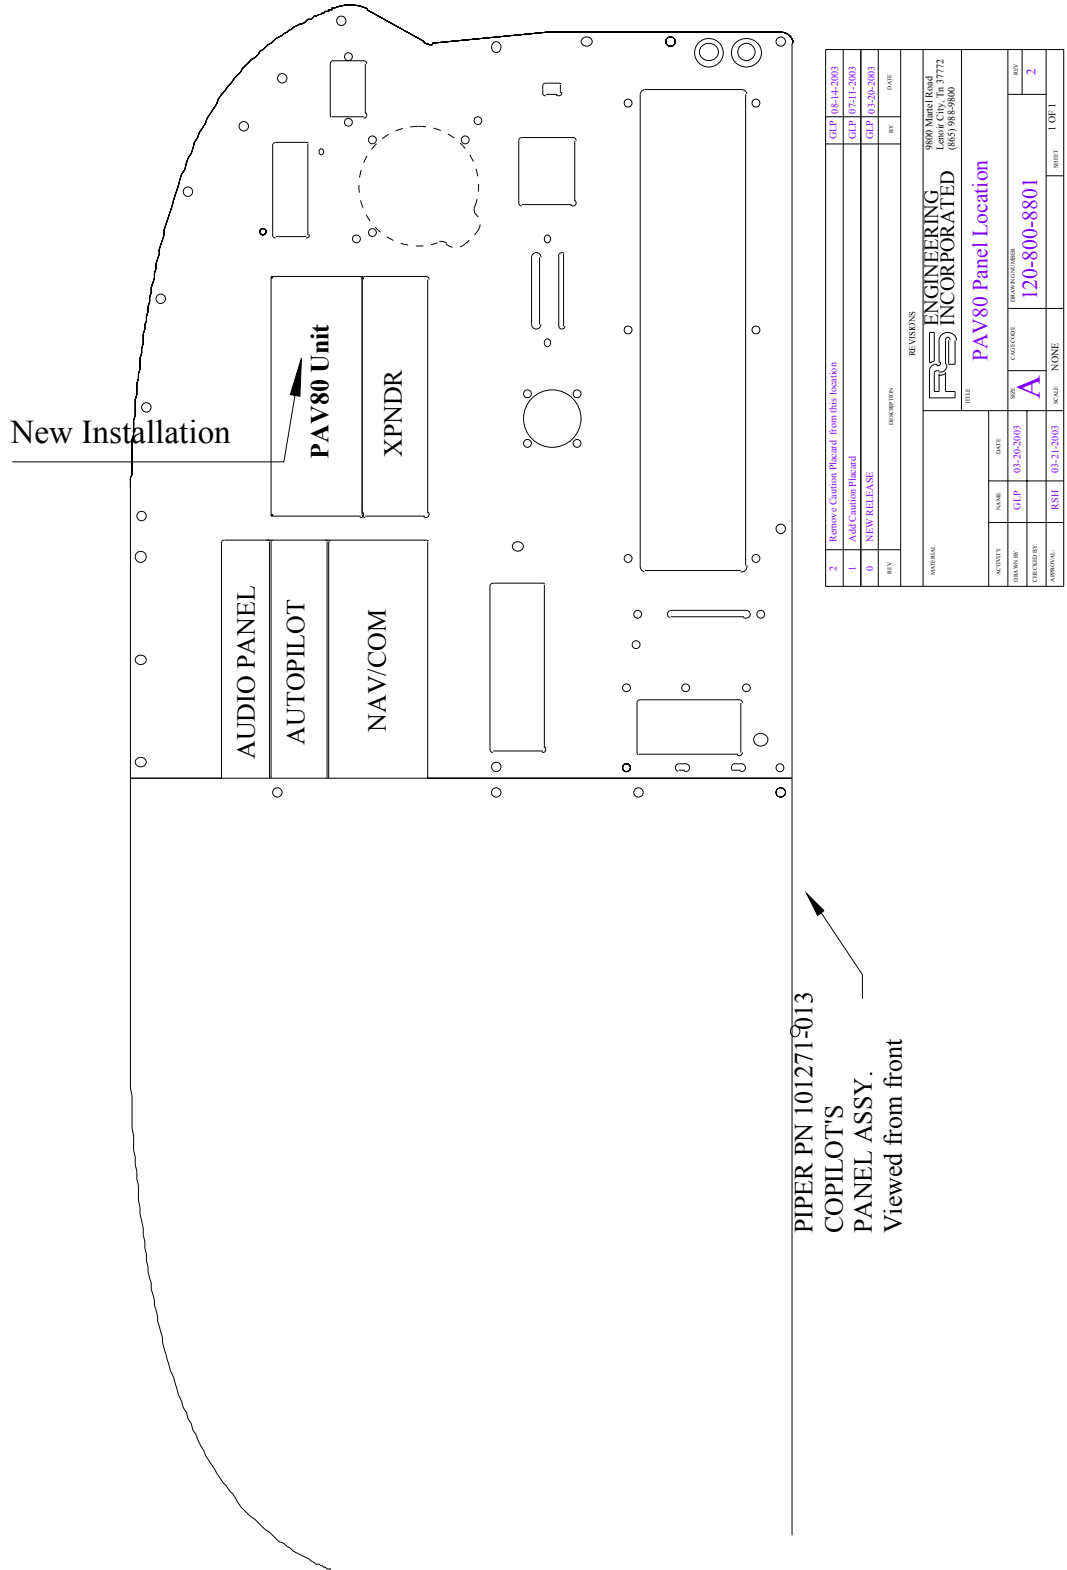 New Installation
PAV80 Unit
XPNDR
AUDIO PANEL
AUTOPILOT
NAV/COM
PIPER PN 101271-013
COPILOT'S
PANEL ASSY.
Viewed from front
2 Remove Caution Placard from this location GLP 08-14-2003
1 Add Caution Placard GLP 07-11-2003
0 NEW RELEASE GLP 03-20-2003
REV DESCRIPTION BY DATE
REVISIONS
MATERIAL
PS ENGINEERING
INCORPORATED
9800 Martel Road
Lenoir City, Tn 37772
(865) 988-9800
TITLE
PAV80 Panel Location
ACTIVITY NAME DATE
DRAWN BY: GLP 03-20-2003
CHECKED BY:
APPROVAL: RSH 03-21-2003
SIZE
A
CAGE CODE
DRAWING NUMBER
120-800-8801
REV
2
SCALE NONE
SHEET 1 OF 1